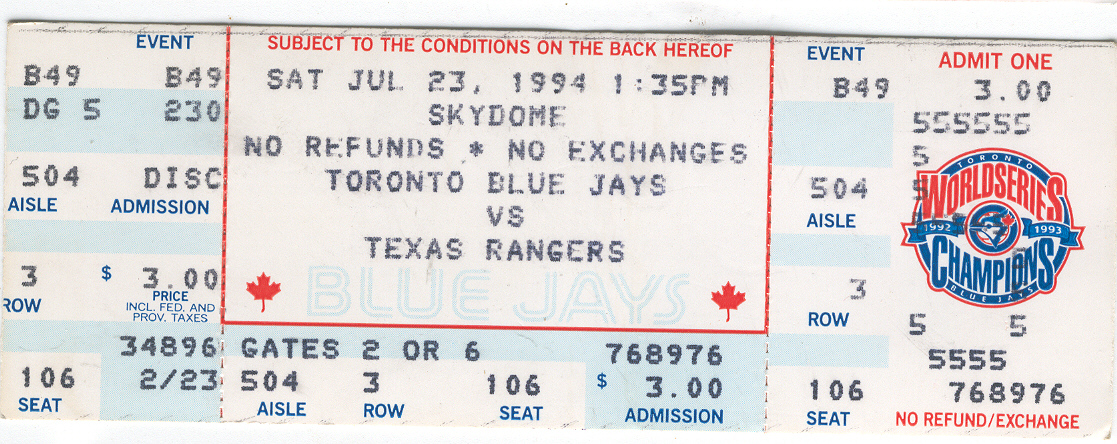 EVENT
B49 B49
DG 5 230
504 DISC
AISLE ADMISSION
3 $ 3.00
ROW PRICE
INCL. FED. AND
PROV. TAXES
34896
106 2/23
SEAT
SUBJECT TO THE CONDITIONS ON THE BACK HEREOF
SAT JUL 23, 1994 1:35PM
SKYDOME
NO REFUNDS * NO EXCHANGES
TORONTO BLUE JAYS
VS
TEXAS RANGERS
BLUE JAYS
GATES 2 OR 6 768976
504 3 106 $ 3.00
AISLE ROW SEAT ADMISSION
EVENT ADMIT ONE
B49 3.00
555555
5
504 5
AISLE
TORONTO
WORLD SERIES
1992 1993
CHAMPIONS
BLUE JAYS
3
ROW 5 5
5555
106 768976
SEAT NO REFUND/EXCHANGE